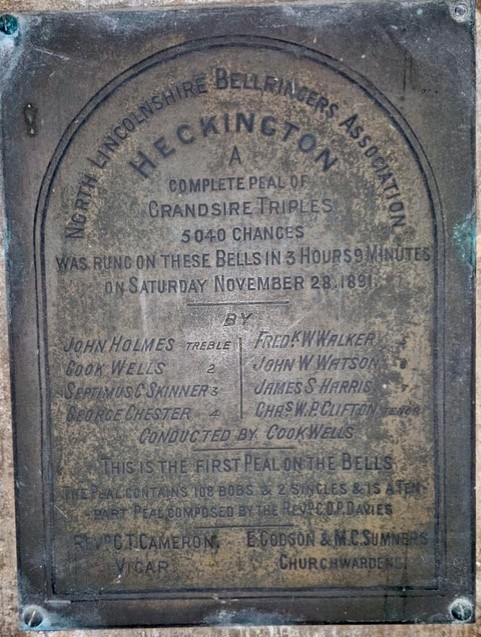 NORTH LINCOLNSHIRE BELLRINGERS ASSOCIATION
HECKINGTON
A
COMPLETE PEAL OF
GRANDSIRE TRIPLES
5040 CHANGES
WAS RUNG ON THESE BELLS IN 3 HOURS 9 MINUTES
ON SATURDAY NOVEMBER 28. 1891.
BY
JOHN HOLMES TREBLE FREDK W WALKER
COOK WELLS 2 JOHN W WATSON
SEPTIMUS C SKINNER 3 JAMES S HARRIS 7
GEORGE CHESTER 4 CHAS W. P. CLIFTON TENOR
CONDUCTED BY COOK WELLS
THIS IS THE FIRST PEAL ON THE BELLS
THE PEAL CONTAINS 108 BOBS & 2 SINGLES & IS A TEN-
PART PEAL COMPOSED BY THE REVD C. D. P. DAVIES
REVD G. T. CAMERON, E. GODSON & M. C. SUMNERS
VICAR CHURCHWARDENS.